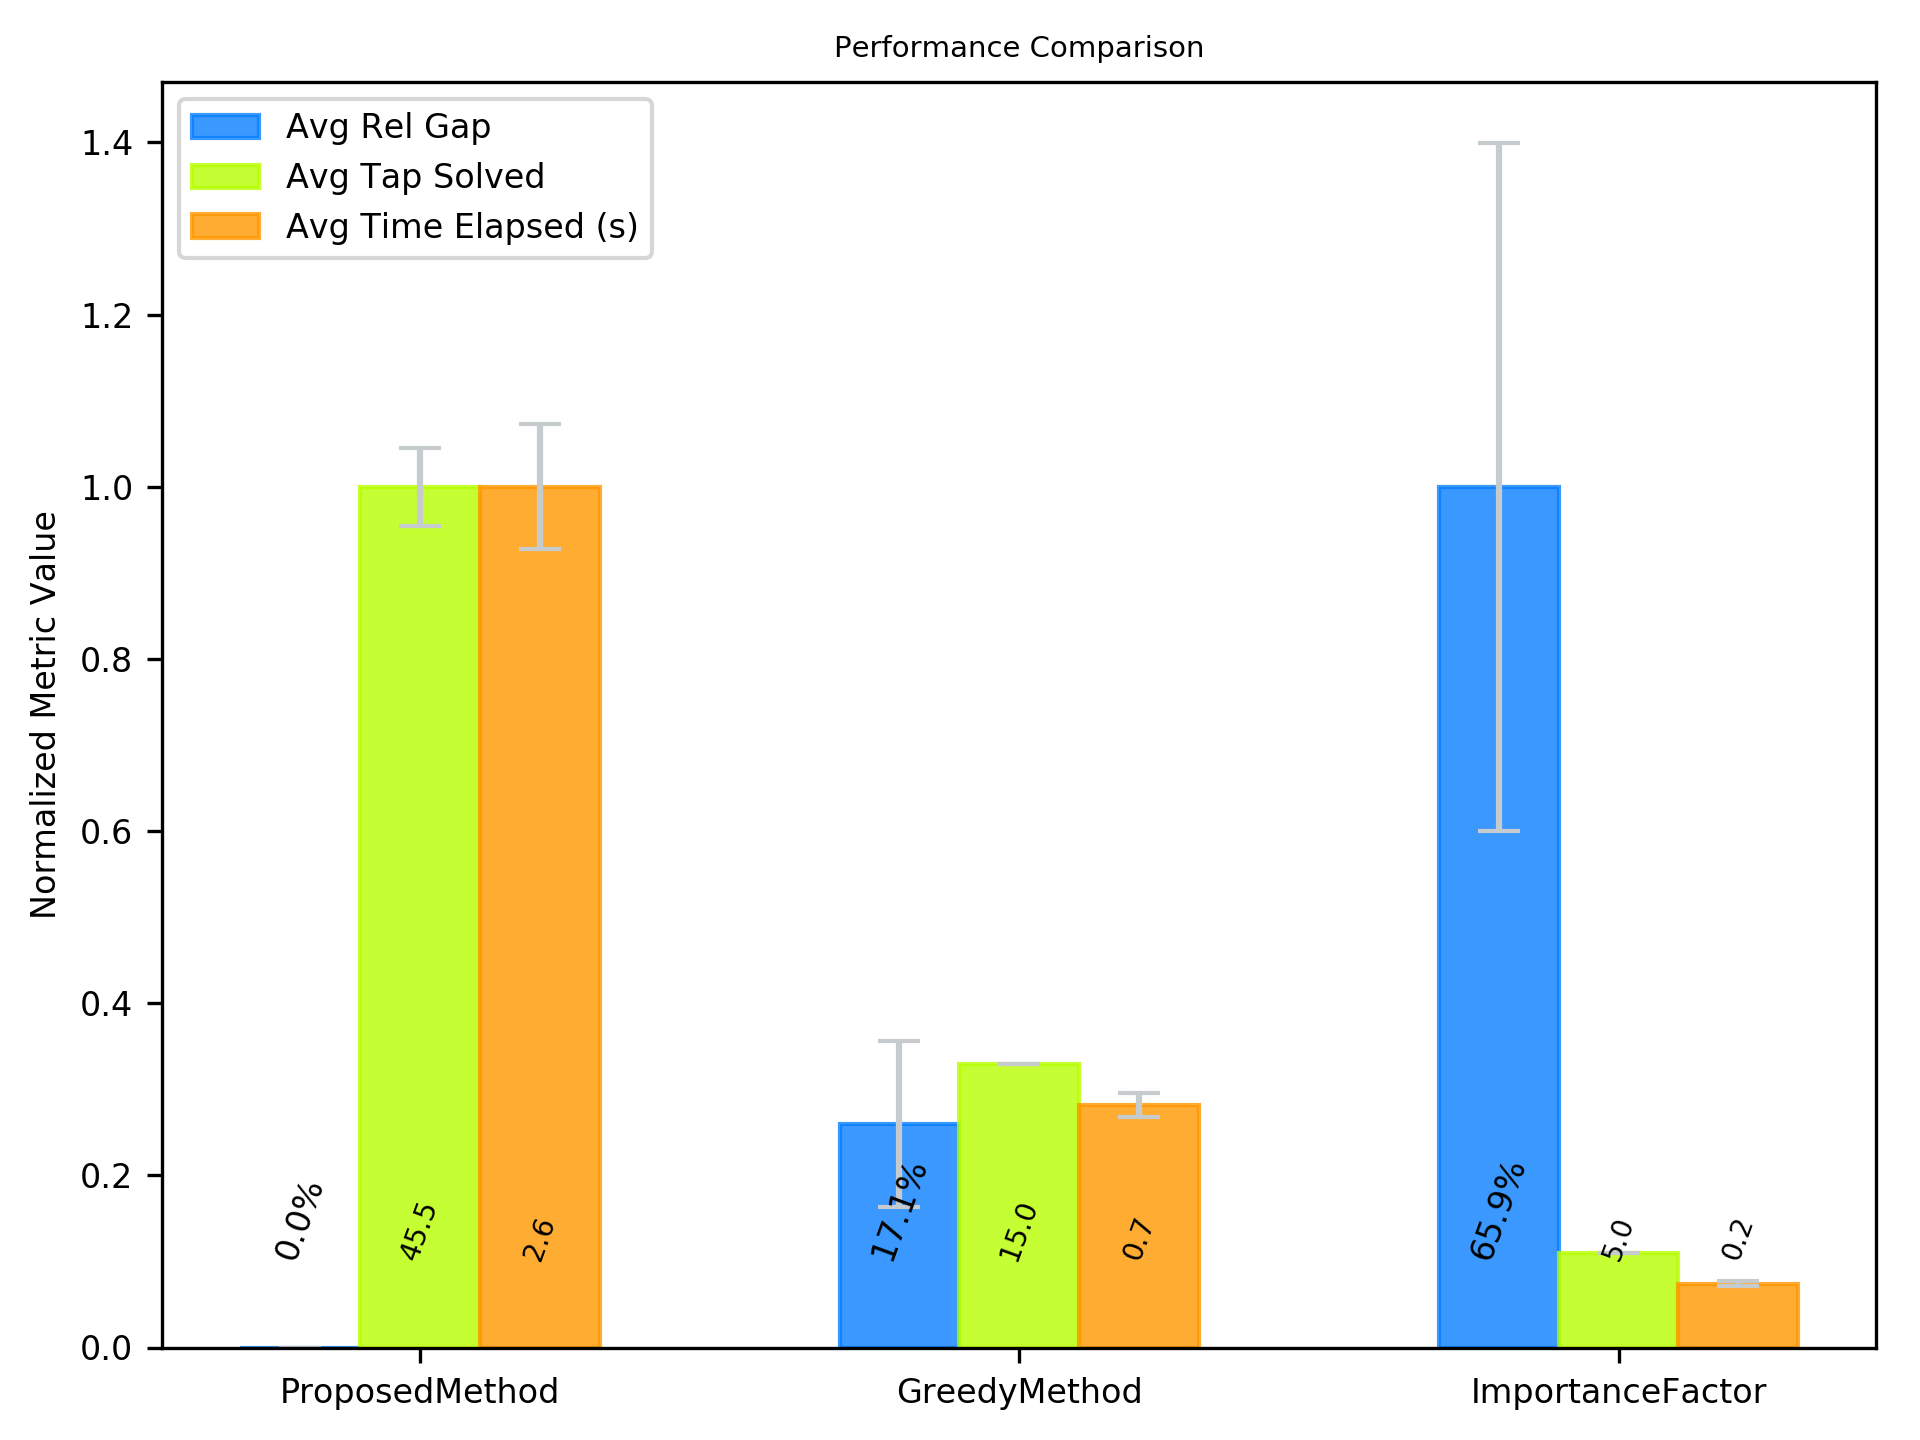 Performance Comparison
Avg Rel Gap
Avg Tap Solved
Avg Time Elapsed (s)
Normalized Metric Value
1.4
1.2
1.0
0.8
0.6
0.4
0.2
0.0
0.0%
45.5
2.6
17.1%
15.0
0.7
65.9%
5.0
0.2
ProposedMethod
GreedyMethod
ImportanceFactor